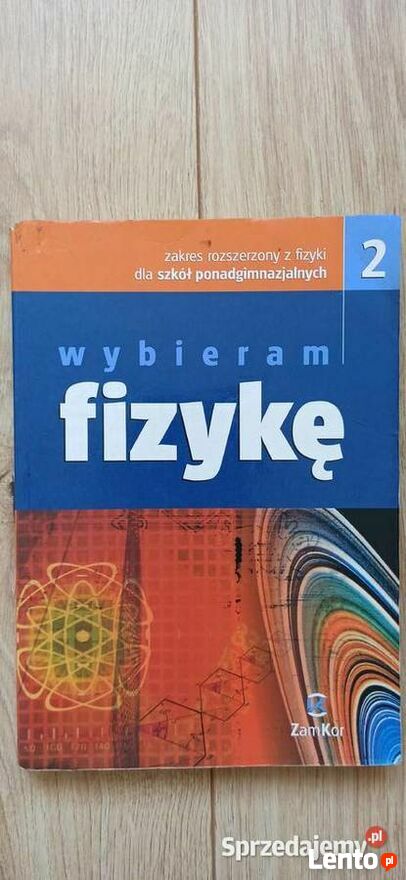 zakres rozszerzony z fizyki
dla szkół ponadgimnazjalnych
2
wybieram
fizykę
ZamKor
Sprzedajemy.pl
Lento.pl